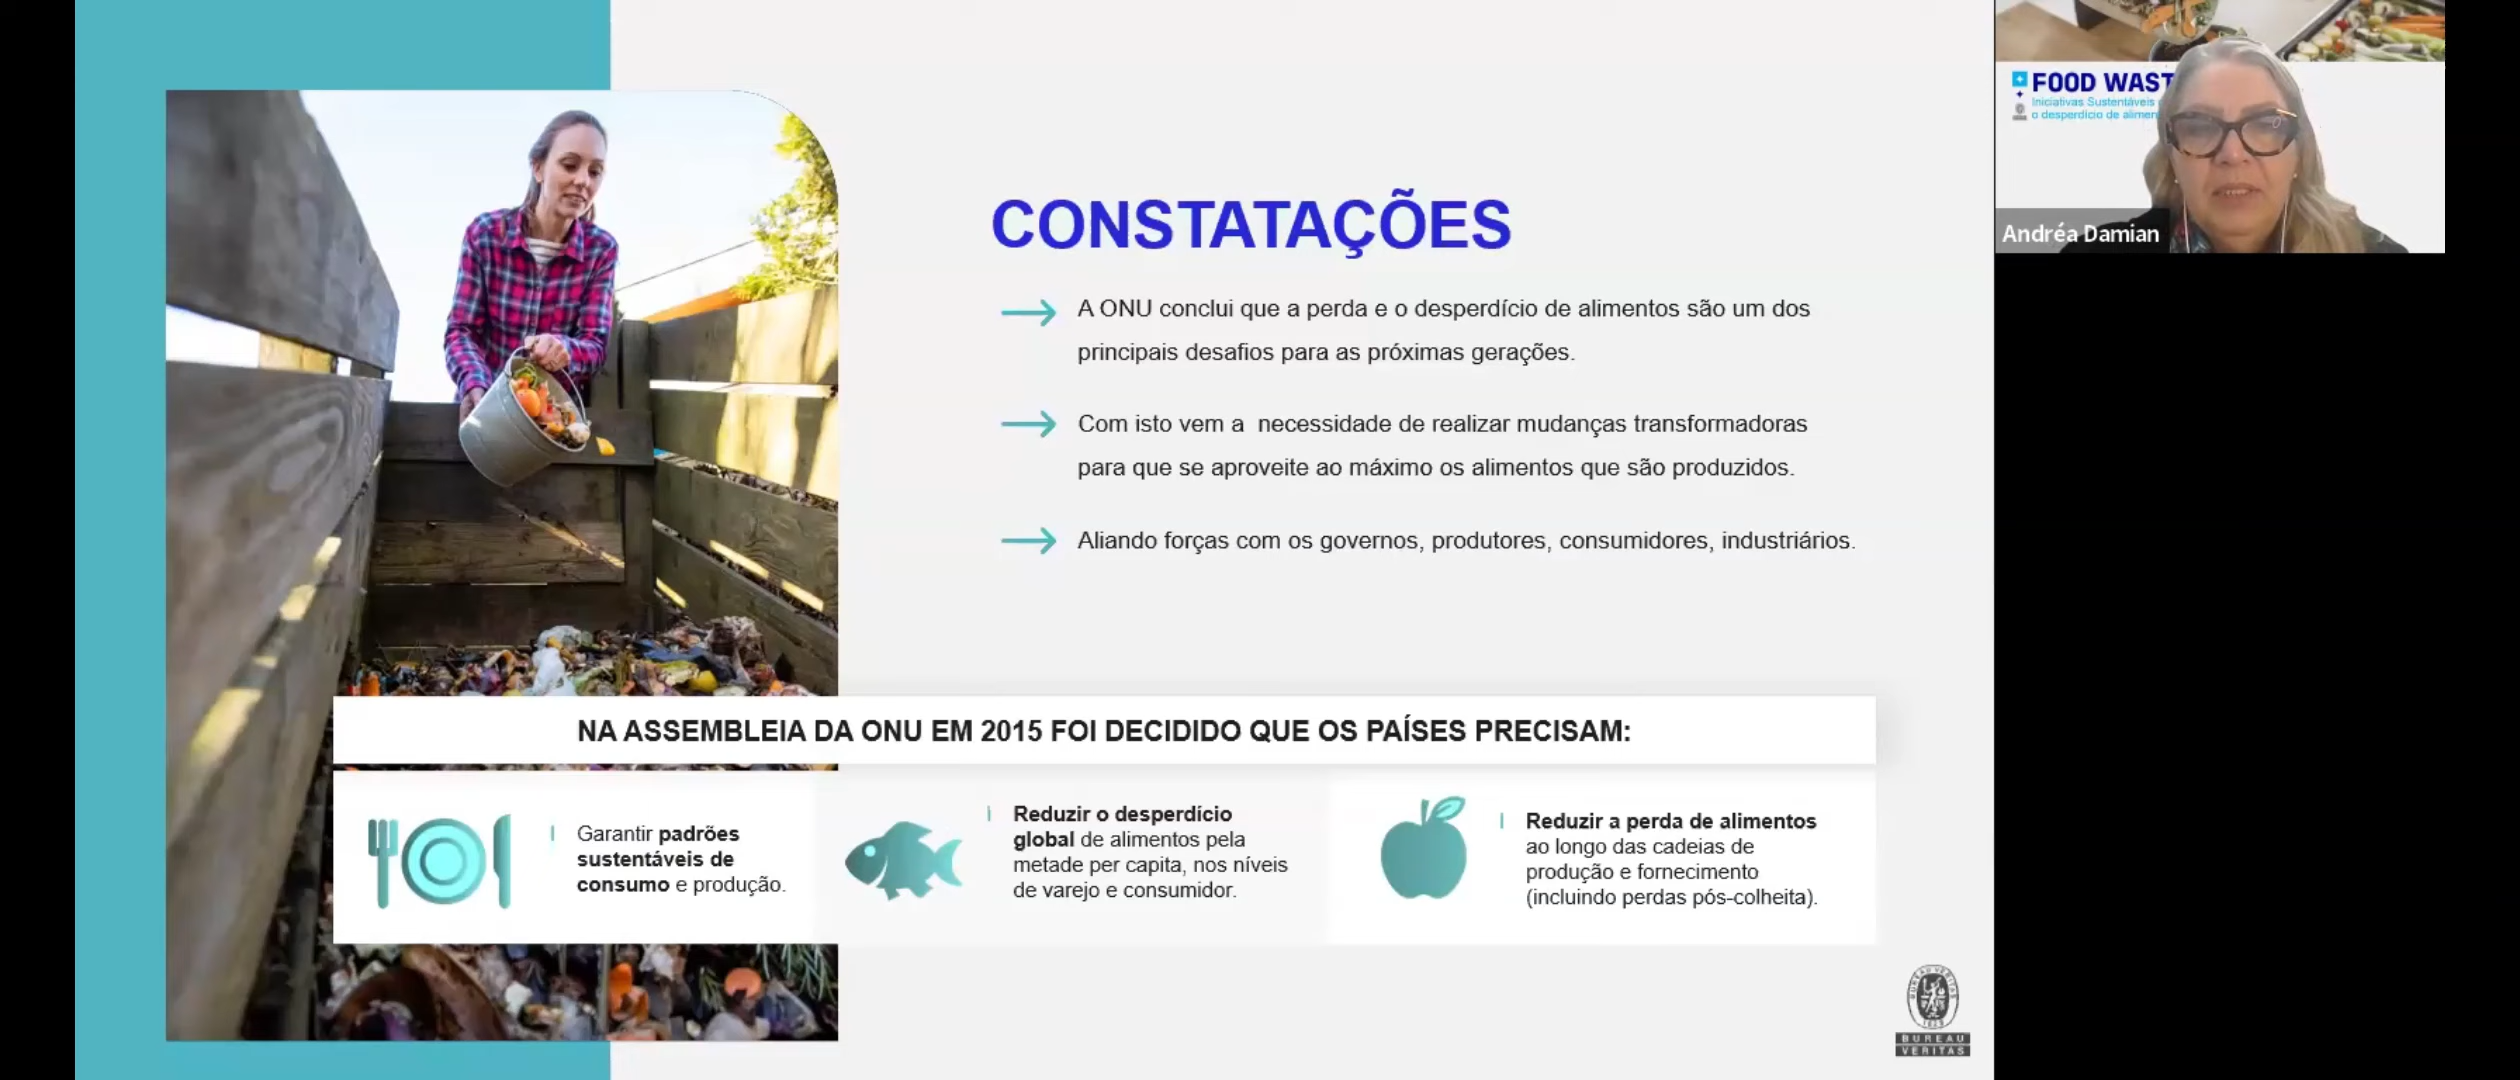 CONSTATAÇÕES
A ONU conclui que a perda e o desperdício de alimentos são um dos
principais desafios para as próximas gerações.
Com isto vem a  necessidade de realizar mudanças transformadoras
para que se aproveite ao máximo os alimentos que são produzidos.
Aliando forças com os governos, produtores, consumidores, industriários.
NA ASSEMBLEIA DA ONU EM 2015 FOI DECIDIDO QUE OS PAÍSES PRECISAM:
Garantir padrões
sustentáveis de
consumo e produção.
Reduzir o desperdício
global de alimentos pela
metade per capita, nos níveis
de varejo e consumidor.
Reduzir a perda de alimentos
ao longo das cadeias de
produção e fornecimento
(incluindo perdas pós-colheita).
BUREAU VERITAS
1828
BUREAU
VERITAS
FOOD WAST
Iniciativas Sustentáveis
o desperdício de alimen
Andréa Damian